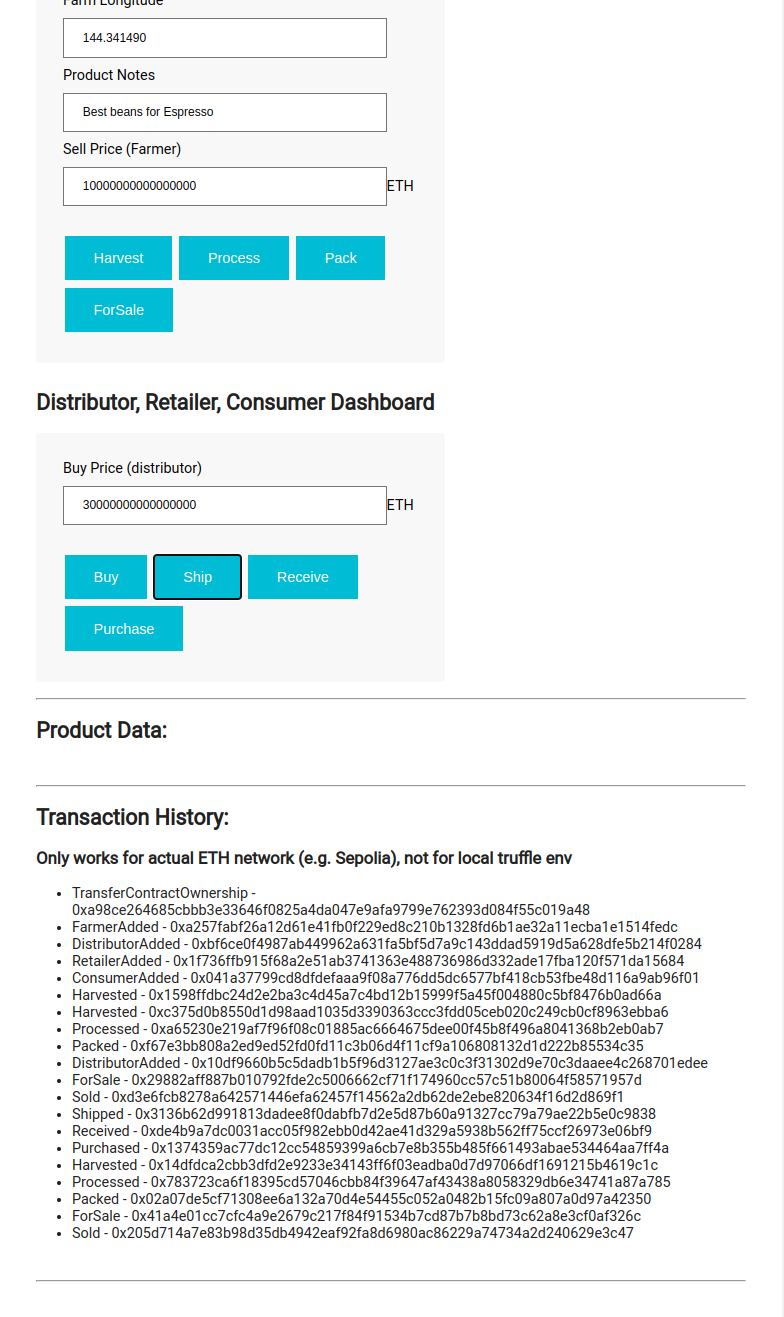 Farm Longitude
144.341490
Product Notes
Best beans for Espresso
Sell Price (Farmer)
10000000000000000 ETH
Harvest Process Pack
ForSale
Distributor, Retailer, Consumer Dashboard
Buy Price (distributor)
30000000000000000 ETH
Buy Ship Receive
Purchase
Product Data:
Transaction History:
Only works for actual ETH network (e.g. Sepolia), not for local truffle env
TransferContractOwnership -
0xa98ce264685cbbb3e33646f0825a4da047e9afa9799e762393d084f55c019a48
FarmerAdded - 0xa257fabf26a12d61e41fb0f229ed8c210b1328fd6b1ae32a11ecba1e1514fedc
DistributorAdded - 0xbf6ce0f4987ab449962a631fa5bf5d7a9c143ddad5919d5a628dfe5b214f0284
RetailerAdded - 0x1f736ffb915f68a2e51ab3741363e488736986d332ade17fba120f571da15684
ConsumerAdded - 0x041a37799cd8dfdefaaa9f08a776dd5dc6577bf418cb53fbe48d116a9ab96f01
Harvested - 0x1598ffdbc24d2e2ba3c4d45a7c4bd12b15999f5a45f004880c5bf8476b0ad66a
Harvested - 0xc375d0b8550d1d98aad1035d3390363ccc3fdd05ceb020c249cb0cf8963ebba6
Processed - 0xa65230e219af7f96f08c01885ac6664675dee00f45b8f496a8041368b2eb0ab7
Packed - 0xf67e3bb808a2ed9ed52fd0fd11c3b06d4f11cf9a106808132d1d222b85534c35
DistributorAdded - 0x10df9660b5c5dadb1b5f96d3127ae3c0c3f31302d9e70c3daaee4c268701edee
ForSale - 0x29882aff887b010792fde2c5006662cf71f174960cc57c51b80064f58571957d
Sold - 0xd3e6fcb8278a642571446efa62457f14562a2db62de2ebe820634f16d2d869f1
Shipped - 0x3136b62d991813dadee8f0dabfb7d2e5d87b60a91327cc79a79ae22b5e0c9838
Received - 0xde4b9a7dc0031acc05f982ebb0d42ae41d329a5938b562ff75ccf26973e06bf9
Purchased - 0x1374359ac77dc12cc54859399a6cb7e8b355b485f661493abae534464aa7ff4a
Harvested - 0x14dfdca2cbb3dfd2e9233e34143ff6f03eadba0d7d97066df1691215b4619c1c
Processed - 0x783723ca6f18395cd57046cbb84f39647af43438a8058329db6e34741a87a785
Packed - 0x02a07de5cf71308ee6a132a70d4e54455c052a0482b15fc09a807a0d97a42350
ForSale - 0x41a4e01cc7cfc4a9e2679c217f84f91534b7cd87b7b8bd73c62a8e3cf0af326c
Sold - 0x205d714a7e83b98d35db4942eaf92fa8d6980ac86229a74734a2d240629e3c47